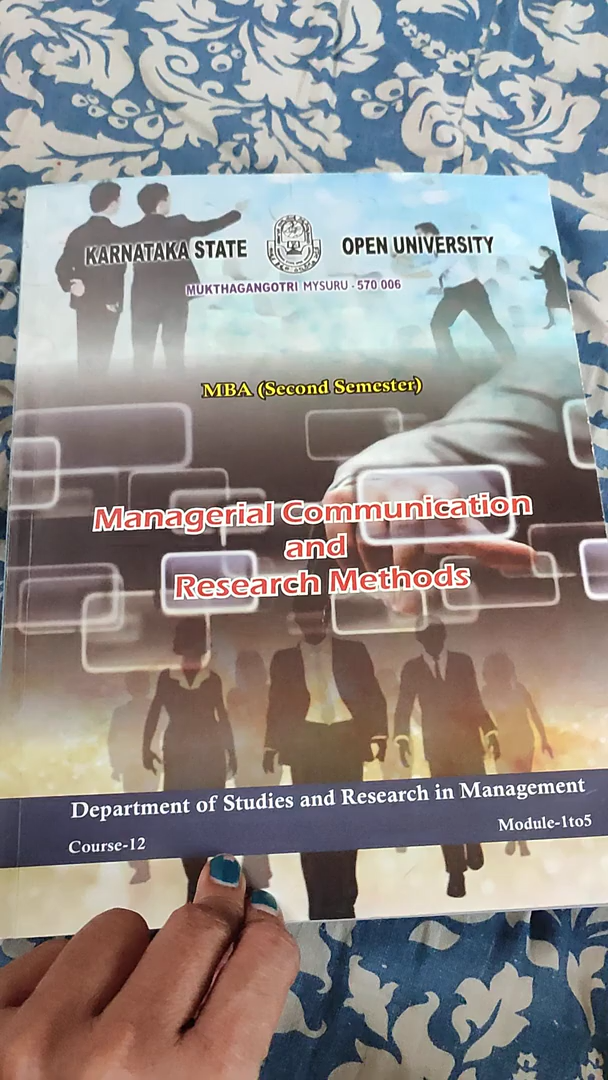 KARNATAKA STATE OPEN UNIVERSITY
MUKTHAGANGOTRI MYSURU - 570 006
MBA (Second Semester)
Managerial Communication
and
Research Methods
Department of Studies and Research in Management
Course-12 Module-1to5